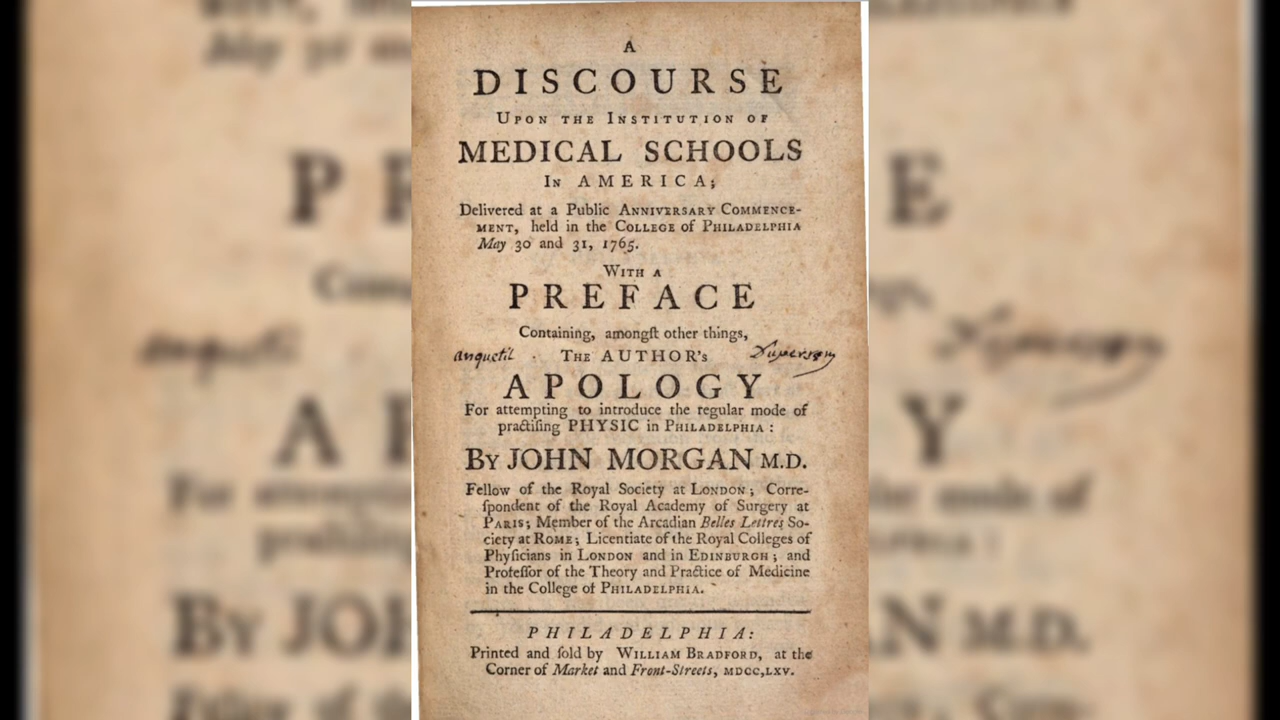 A
DISCOURSE
UPON THE INSTITUTION OF
MEDICAL SCHOOLS
IN AMERICA;
Delivered at a Public ANNIVERSARY COMMENCE-
MENT, held in the COLLEGE of PHILADELPHIA
May 30 and 31, 1765.
WITH A
PREFACE
Containing, amongſt other things,
anquetil THE AUTHOR'S Duperron
APOLOGY
For attempting to introduce the regular mode of
practiſing PHYSIC in PHILADELPHIA:
BY JOHN MORGAN M.D.
Fellow of the Royal Society at LONDON; Corre-
ſpondent of the Royal Academy of Surgery at
PARIS; Member of the Arcadian Belles Lettres So-
ciety at ROME; Licentiate of the Royal Colleges of
Phyſicians in LONDON and in EDINBURGH; and
Profeſſor of the Theory and Practice of Medicine
in the College of PHILADELPHIA.
PHILADELPHIA:
Printed and ſold by WILLIAM BRADFORD, at the
Corner of Market and Front-Streets, MDCC,LXV.